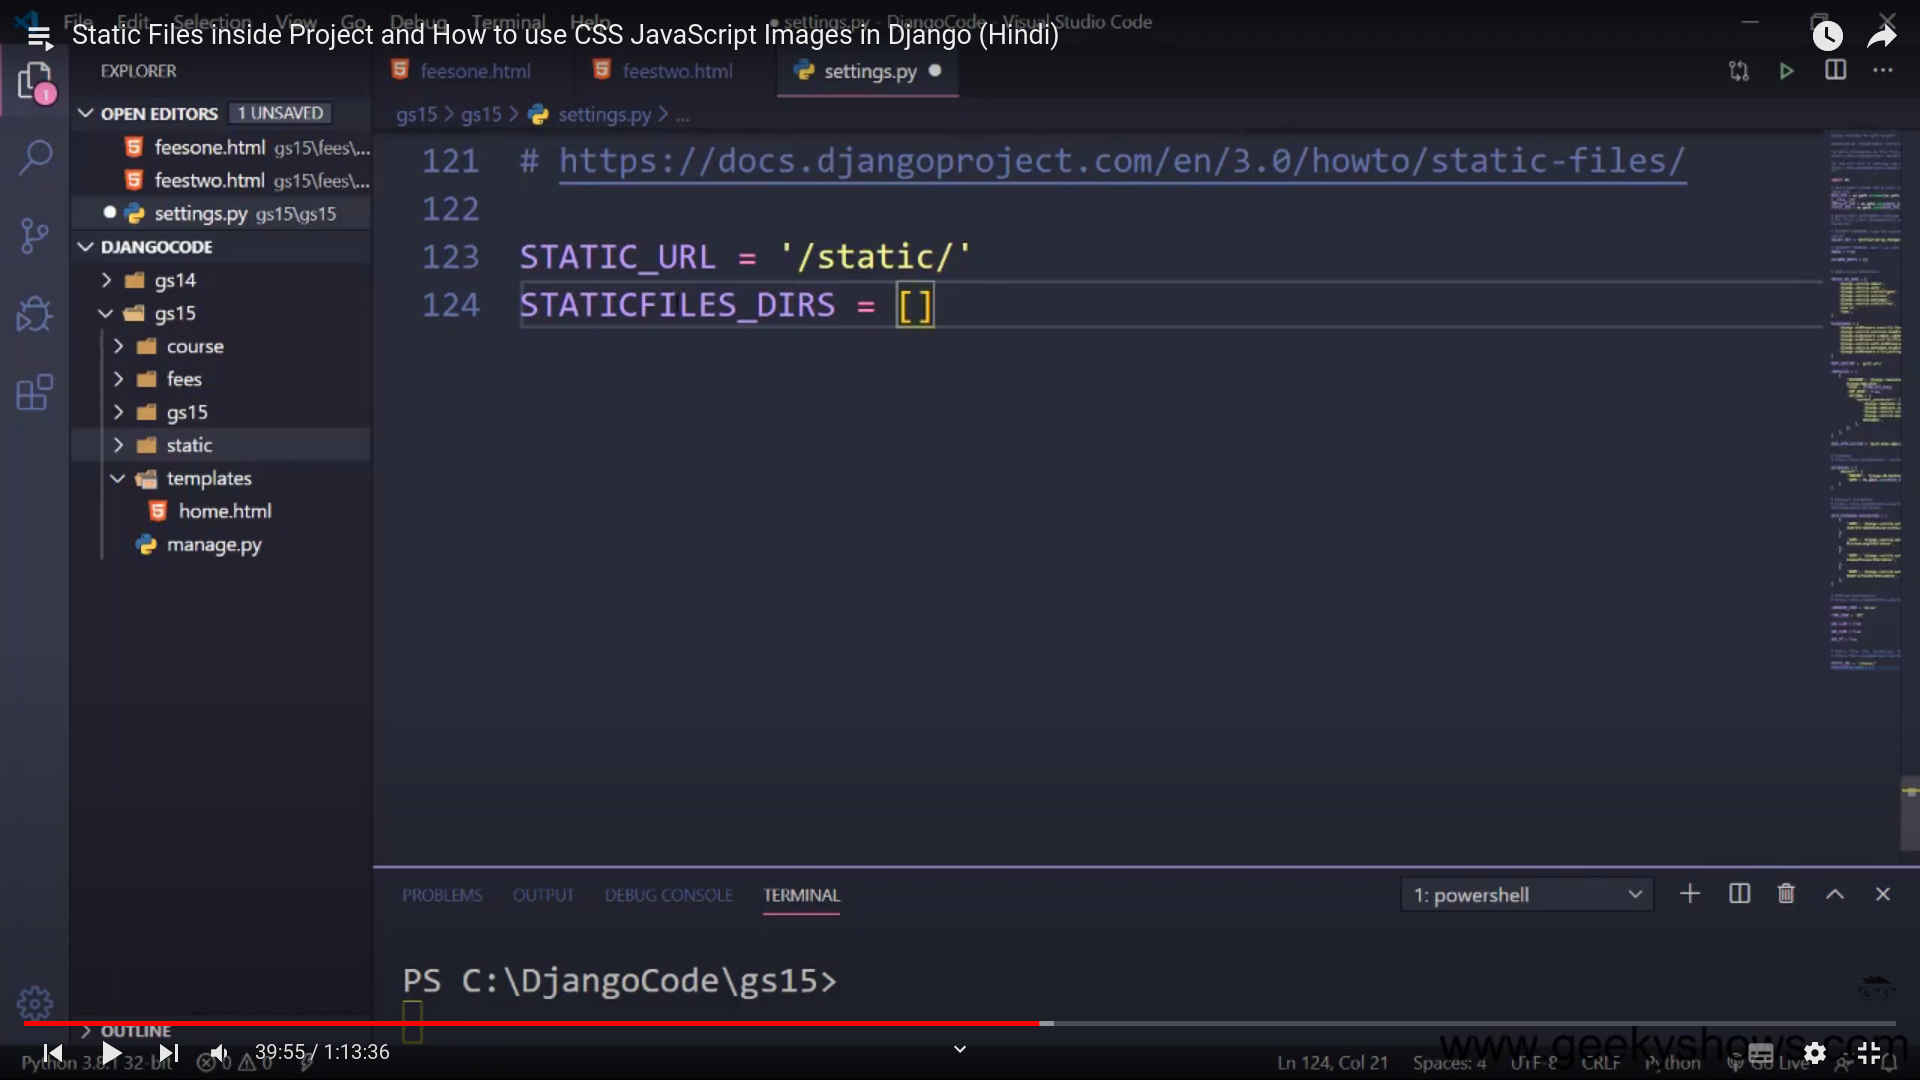 File Edit Selection View Go Debug Terminal Help
settings.py - DjangoCode - Visual Studio Code
Static Files inside Project and How to use CSS JavaScript Images in Django (Hindi)
EXPLORER
feesone.html
feestwo.html
settings.py
OPEN EDITORS 1 UNSAVED
gs15 > gs15 > settings.py > ...
feesone.html gs15\fees\...
feestwo.html gs15\fees\...
settings.py gs15\gs15
DJANGOCODE
gs14
gs15
course
fees
gs15
static
templates
home.html
manage.py
OUTLINE
1
121 # https://docs.djangoproject.com/en/3.0/howto/static-files/
122
123 STATIC_URL = '/static/'
124 STATICFILES_DIRS = []
PROBLEMS OUTPUT DEBUG CONSOLE TERMINAL
1: powershell
PS C:\DjangoCode\gs15>
www.geekyshows.com
39:55 / 1:13:36
Python 3.8.1 32-bit 0 0
Ln 124, Col 21 Spaces: 4 UTF-8 CRLF Python Go Live